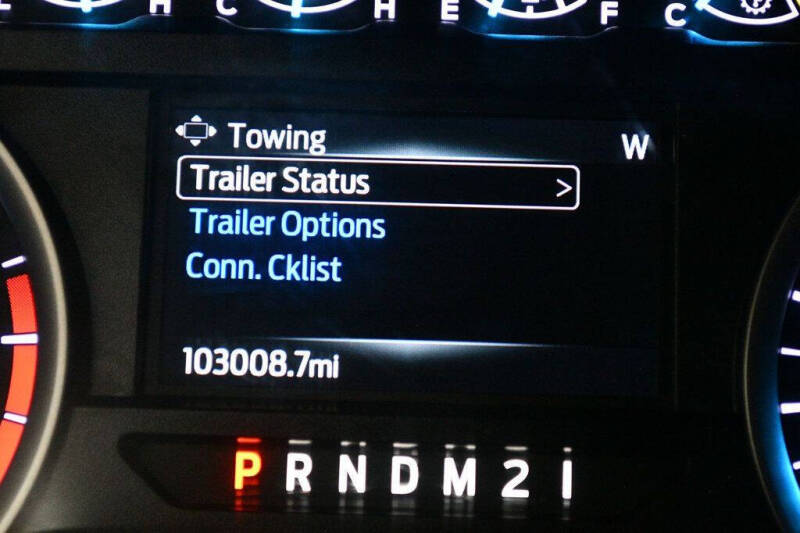 H C H E F C
Towing W
Trailer Status >
Trailer Options
Conn. Cklist
103008.7mi
P R N D M 2 1